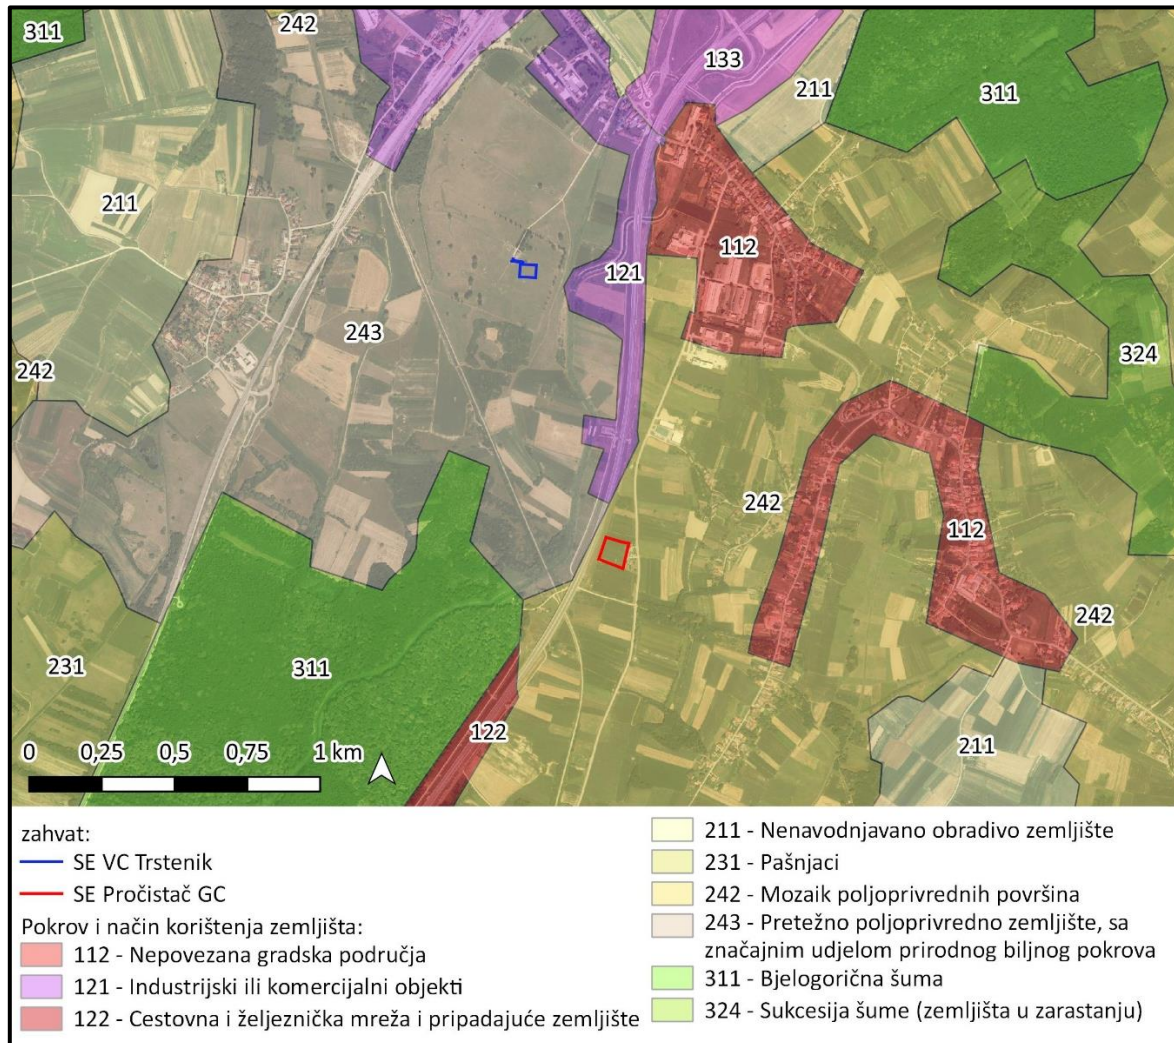 311
242
133
211
311
211
112
121
243
242
324
242
112
242
231
311
122
211
0 0,25 0,5 0,75 1 km
zahvat:
SE VC Trstenik
SE Pročistač GC
Pokrov i način korištenja zemljišta:
112 - Nepovezana gradska područja
121 - Industrijski ili komercijalni objekti
122 - Cestovna i željeznička mreža i pripadajuće zemljište
211 - Nenavodnjavano obradivo zemljište
231 - Pašnjaci
242 - Mozaik poljoprivrednih površina
243 - Pretežno poljoprivredno zemljište, sa
značajnim udjelom prirodnog biljnog pokrova
311 - Bjelogorična šuma
324 - Sukcesija šume (zemljišta u zarastanju)